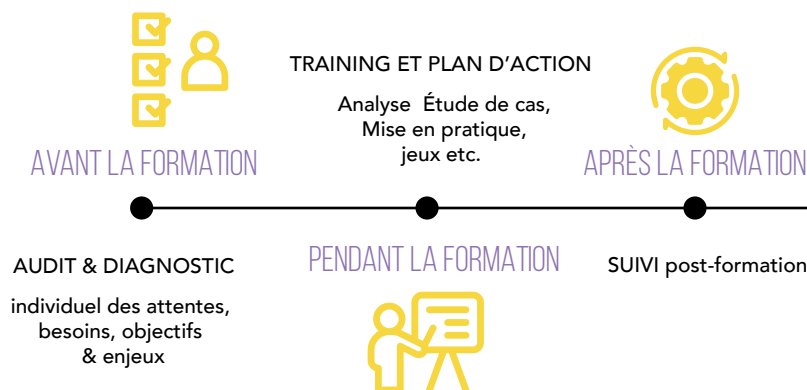 AVANT LA FORMATION
AUDIT & DIAGNOSTIC
individuel des attentes,
besoins, objectifs
& enjeux
TRAINING ET PLAN D’ACTION
Analyse  Étude de cas,
Mise en pratique,
jeux etc.
PENDANT LA FORMATION
APRÈS LA FORMATION
SUIVI post-formation